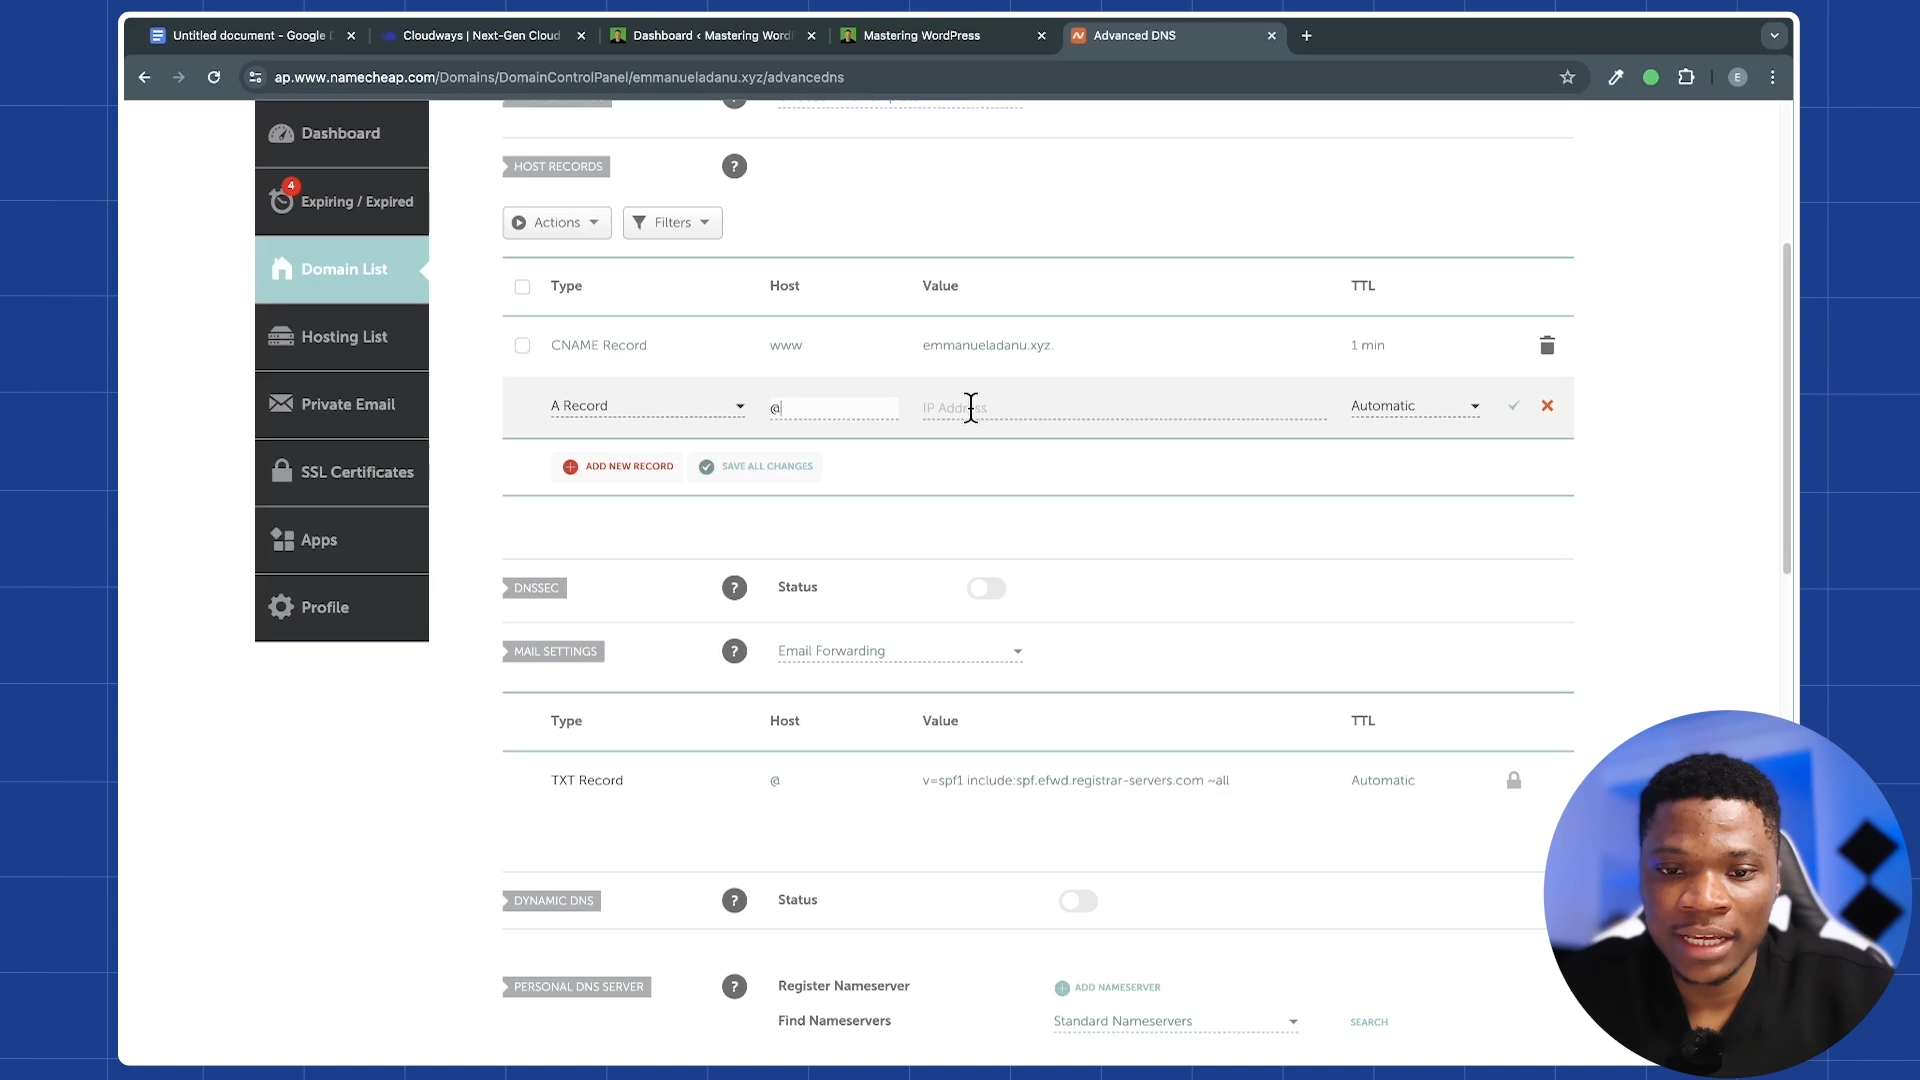 Untitled document - Google D
Cloudways | Next-Gen Cloud
Dashboard ‹ Mastering Word
Mastering WordPress
Advanced DNS
ap.www.namecheap.com/Domains/DomainControlPanel/emmanueladanu.xyz/advancedns
E
Dashboard
4
Expiring / Expired
Domain List
Hosting List
Private Email
SSL Certificates
Apps
Profile
HOST RECORDS ?
Actions Filters
Type Host Value TTL
CNAME Record www emmanueladanu.xyz. 1 min
A Record @ IP Address Automatic
ADD NEW RECORD SAVE ALL CHANGES
DNSSEC ? Status
MAIL SETTINGS ? Email Forwarding
Type Host Value TTL
TXT Record @ v=spf1 include:spf.efwd.registrar-servers.com ~all Automatic
DYNAMIC DNS ? Status
PERSONAL DNS SERVER ? Register Nameserver ADD NAMESERVER
Find Nameservers Standard Nameservers SEARCH